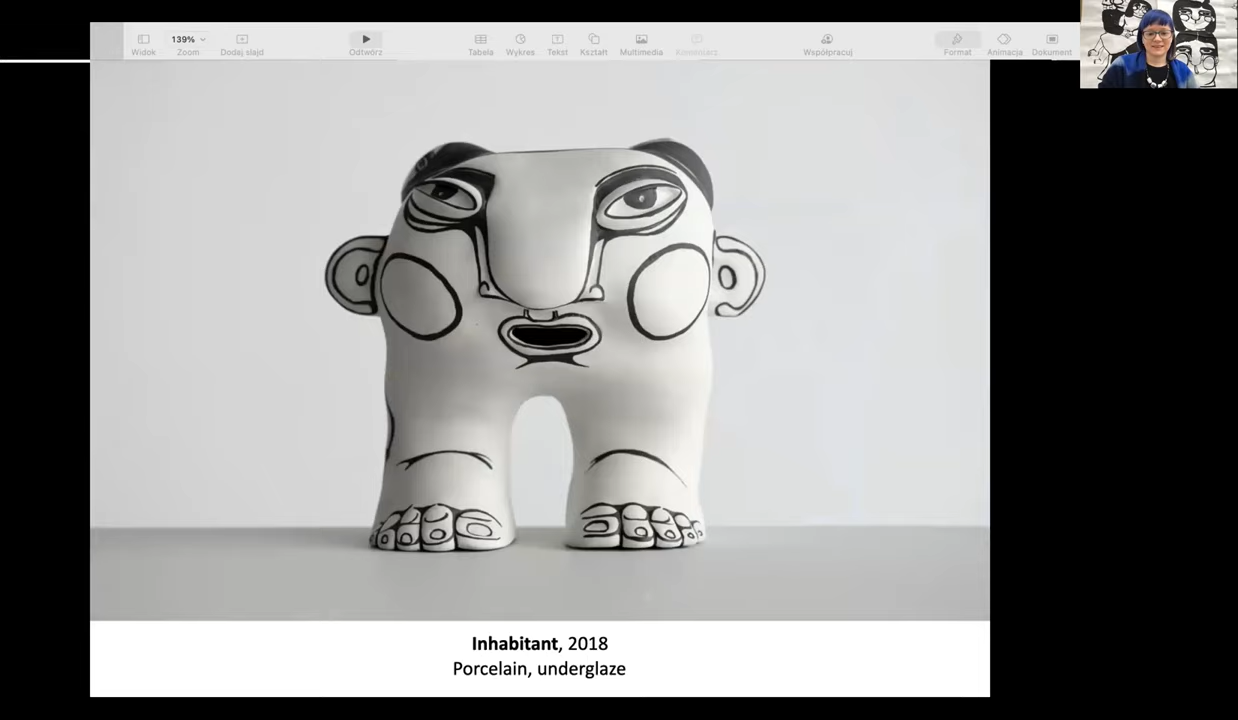 139%
Widok
Zoom
Dodaj slajd
Odtwórz
Tabela
Wykres
Tekst
Kształt
Multimedia
Komentarz
Współpracuj
Format
Animacja
Dokument
Inhabitant, 2018
Porcelain, underglaze